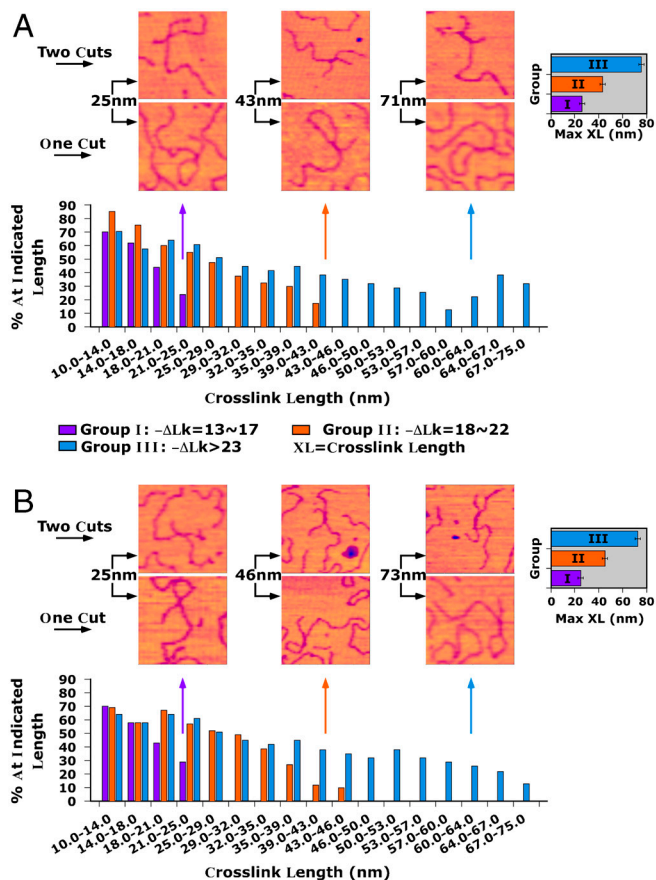 A
Two Cuts
25nm
43nm
71nm
One Cut
Group
III
II
I
0 20 40 60 80
Max XL (nm)
% At Indicated
Length
90
80
70
60
50
40
30
20
10
0
10.0-14.0
14.0-18.0
18.0-21.0
21.0-25.0
25.0-29.0
29.0-32.0
32.0-35.0
35.0-39.0
39.0-43.0
43.0-46.0
46.0-50.0
50.0-53.0
53.0-57.0
57.0-60.0
60.0-64.0
64.0-67.0
67.0-75.0
Crosslink Length (nm)
Group I: -ΔLk=13~17
Group II: -ΔLk=18~22
Group III: -ΔLk>23
XL=Crosslink Length
B
Two Cuts
25nm
46nm
73nm
One Cut
Group
III
II
I
0 20 40 60 80
Max XL (nm)
% At Indicated
Length
90
80
70
60
50
40
30
20
10
0
10.0-14.0
14.0-18.0
18.0-21.0
21.0-25.0
25.0-29.0
29.0-32.0
32.0-35.0
35.0-39.0
39.0-43.0
43.0-46.0
46.0-50.0
50.0-53.0
53.0-57.0
57.0-60.0
60.0-64.0
64.0-67.0
67.0-75.0
Crosslink Length (nm)